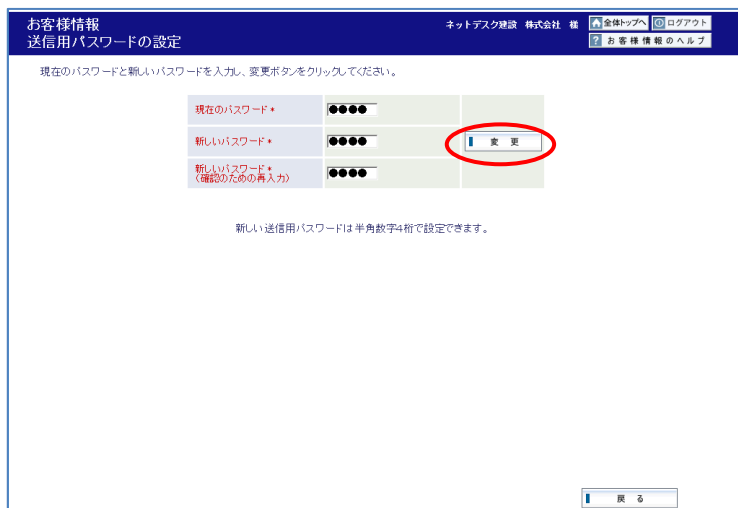 お客様情報
送信用パスワードの設定
ネットデスク建設 株式会社 様
全体トップへ
ログアウト
? お客様情報のヘルプ
現在のパスワードと新しいパスワードを入力し、変更ボタンをクリックしてください。
現在のパスワード *
●●●●
新しいパスワード *
●●●●
変 更
新しいパスワード *
(確認のための再入力)
●●●●
新しい送信用パスワードは半角数字4桁で設定できます。
戻 る